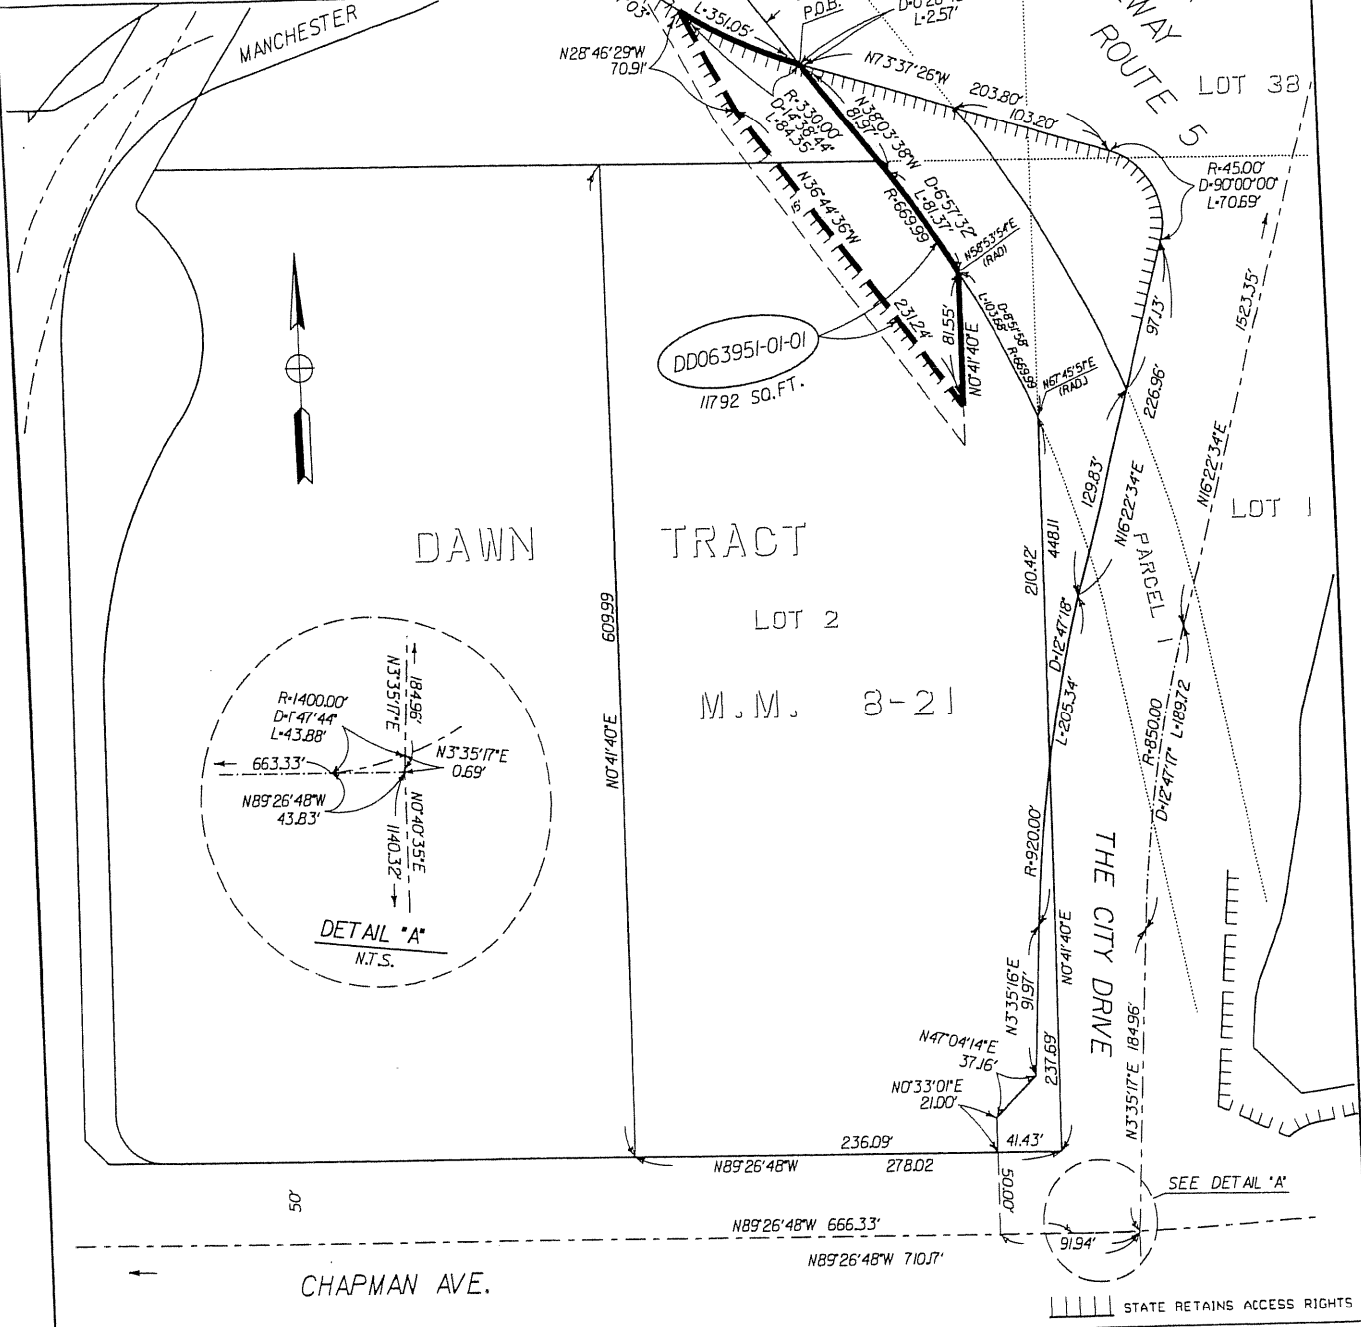 MANCHESTER
N28°46'29"W
70.91'
L=351.05'
P.O.B.
L=2.57'
N73°37'26"W
203.80'
103.20'
ROUTE 5
LOT 38
R=330.00'
D=14°38'44"
L=84.35'
N38°03'38"W
81.97'
D=6°57'32"
L=81.37'
R=669.99
R=45.00'
D=90°00'00"
L=70.69'
N36°44'36"W
231.24'
N58°53'54"E
(RAD)
D=8°51'58"
L=103.68'
R=669.99
N67°45'51"E
(RAD.)
81.55'
N0°41'40"E
DD063951-01-01
11792 SQ.FT.
97.13'
226.96'
1523.35'
N16°22'34"E
129.83'
N16°22'34"E
LOT 1
PARCEL 1
210.42'
448.11
DAWN TRACT
LOT 2
M.M. 8-21
609.99
N0°41'40"E
D=12°47'18"
L=205.34'
R=920.00'
R=850.00
D=12°47'17" L=189.72
R=1400.00'
D=1°47'44"
L=43.88'
663.33'
N89°26'48"W
43.83'
184.96'
N3°35'17"E
N3°35'17"E
0.69'
N0°40'35"E
1140.32'
DETAIL "A"
N.T.S.
THE CITY DRIVE
N3°35'16"E
91.97'
N0°41'40"E
237.69'
N3°35'17"E 184.96'
N47°04'14"E
37.16'
N0°33'01"E
21.00'
236.09'
41.43'
N89°26'48"W
278.02
50.00'
50'
SEE DETAIL "A"
N89°26'48"W 666.33'
91.94'
N89°26'48"W 710.17'
CHAPMAN AVE.
STATE RETAINS ACCESS RIGHTS